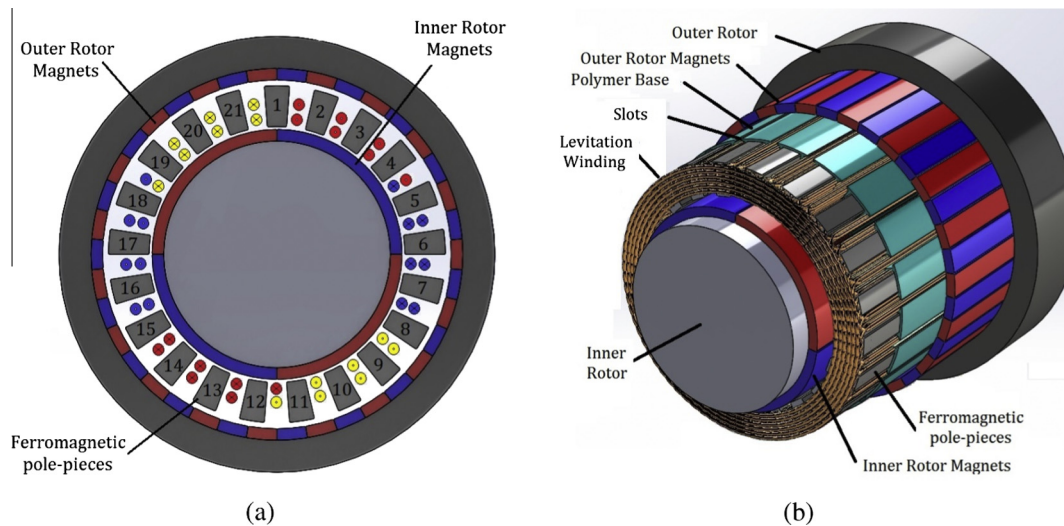 Outer Rotor
Magnets
Inner Rotor
Magnets
1
2
3
4
5
6
7
8
9
10
11
12
13
14
15
16
17
18
19
20
21
Ferromagnetic
pole-pieces
(a)
Outer Rotor
Outer Rotor Magnets
Polymer Base
Slots
Levitation
Winding
Inner
Rotor
Ferromagnetic
pole-pieces
Inner Rotor Magnets
(b)